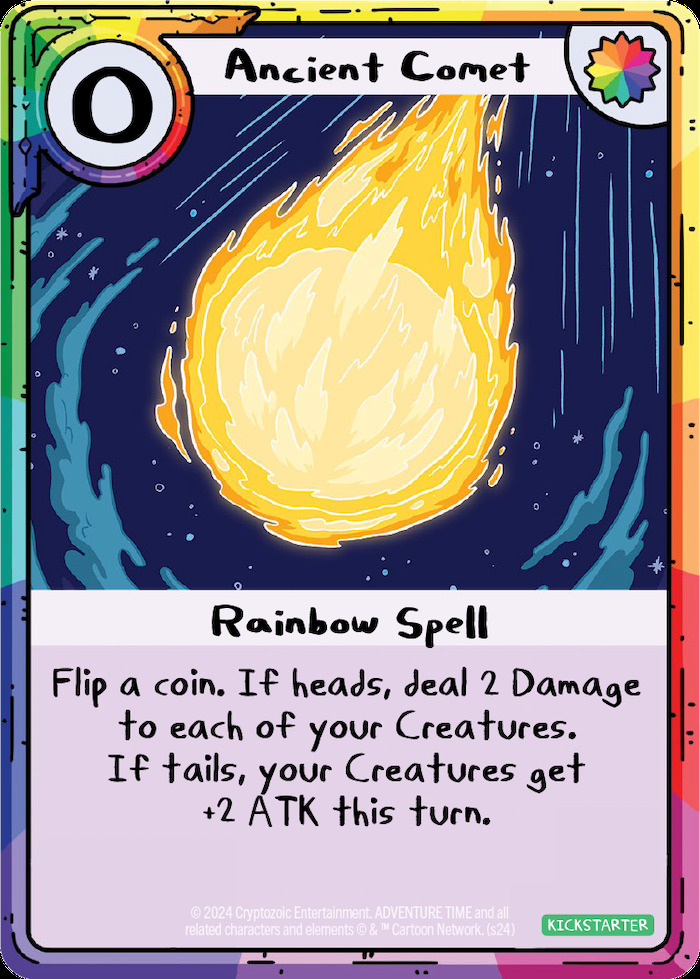 0
Ancient Comet
Rainbow Spell
Flip a coin. If heads, deal 2 Damage
to each of your Creatures.
If tails, your Creatures get
+2 ATK this turn.
© 2024 Cryptozoic Entertainment. ADVENTURE TIME and all
related characters and elements © & ™ Cartoon Network. (s24)
KICKSTARTER